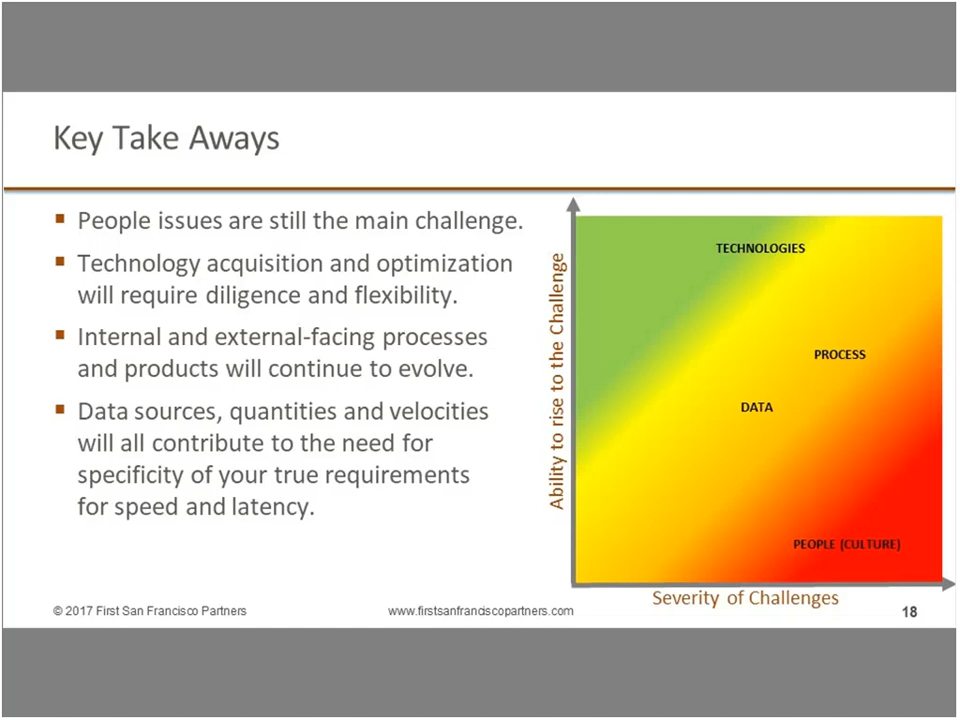 Key Take Aways
▪ People issues are still the main challenge.
▪ Technology acquisition and optimization
will require diligence and flexibility.
▪ Internal and external-facing processes
and products will continue to evolve.
▪ Data sources, quantities and velocities
will all contribute to the need for
specificity of your true requirements
for speed and latency.
Ability to rise to the Challenge
TECHNOLOGIES
PROCESS
DATA
PEOPLE (CULTURE)
Severity of Challenges
© 2017 First San Francisco Partners
www.firstsanfranciscopartners.com
18